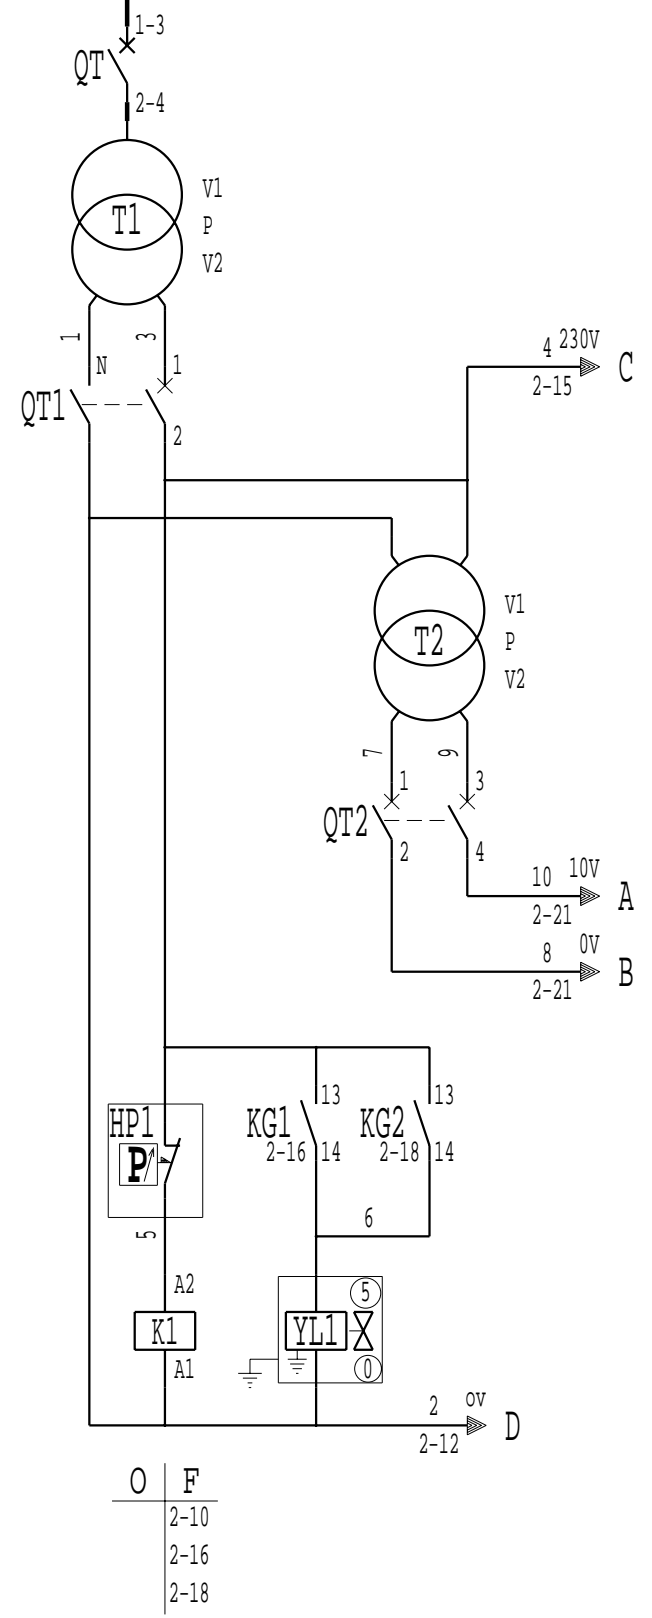 1-3
QT
2-4
V1
T1
P
V2
1
3
N
1
4 230V
C
2-15
QT1
2
V1
T2
P
V2
7
9
1
3
QT2
2
4
10 10V
A
2-21
8 0V
B
2-21
HP1
13
13
KG1
KG2
P
2-16 14
2-18 14
6
5
A2
5
K1
YL1
A1
0
2 0V
D
2-12
O F
2-10
2-16
2-18